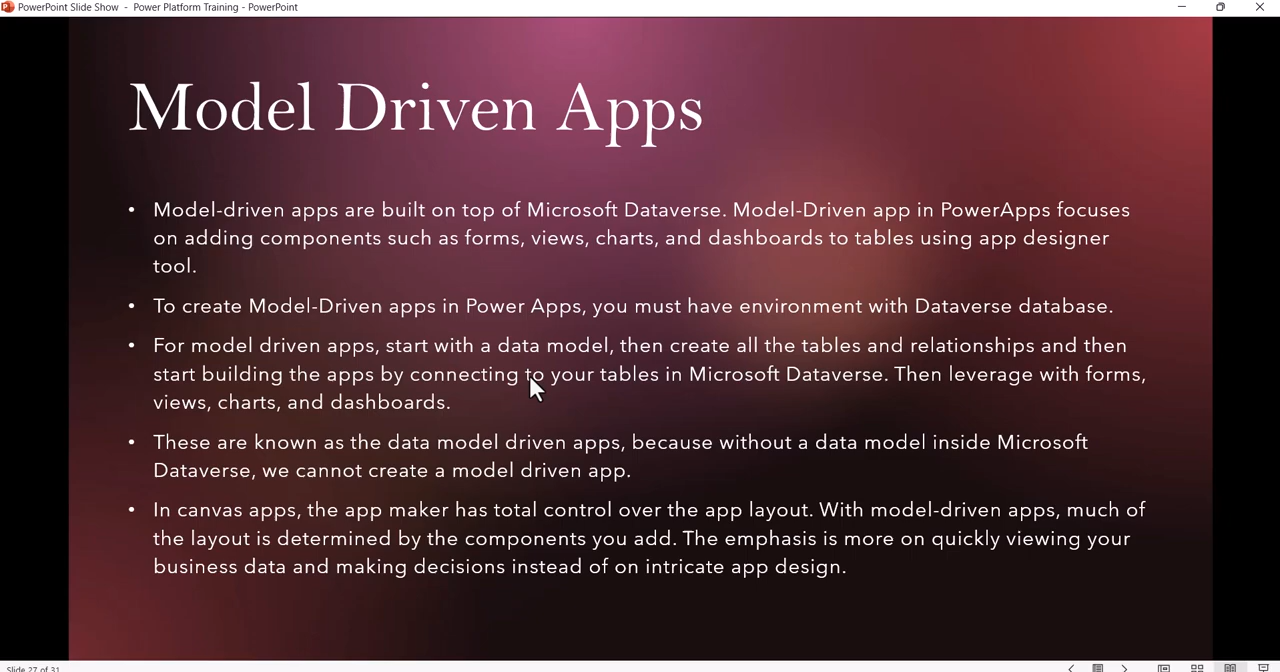 PowerPoint Slide Show - Power Platform Training - PowerPoint
Model Driven Apps
• Model-driven apps are built on top of Microsoft Dataverse. Model-Driven app in PowerApps focuses
on adding components such as forms, views, charts, and dashboards to tables using app designer
tool.
• To create Model-Driven apps in Power Apps, you must have environment with Dataverse database.
• For model driven apps, start with a data model, then create all the tables and relationships and then
start building the apps by connecting to your tables in Microsoft Dataverse. Then leverage with forms,
views, charts, and dashboards.
• These are known as the data model driven apps, because without a data model inside Microsoft
Dataverse, we cannot create a model driven app.
• In canvas apps, the app maker has total control over the app layout. With model-driven apps, much of
the layout is determined by the components you add. The emphasis is more on quickly viewing your
business data and making decisions instead of on intricate app design.
Slide 27 of 31